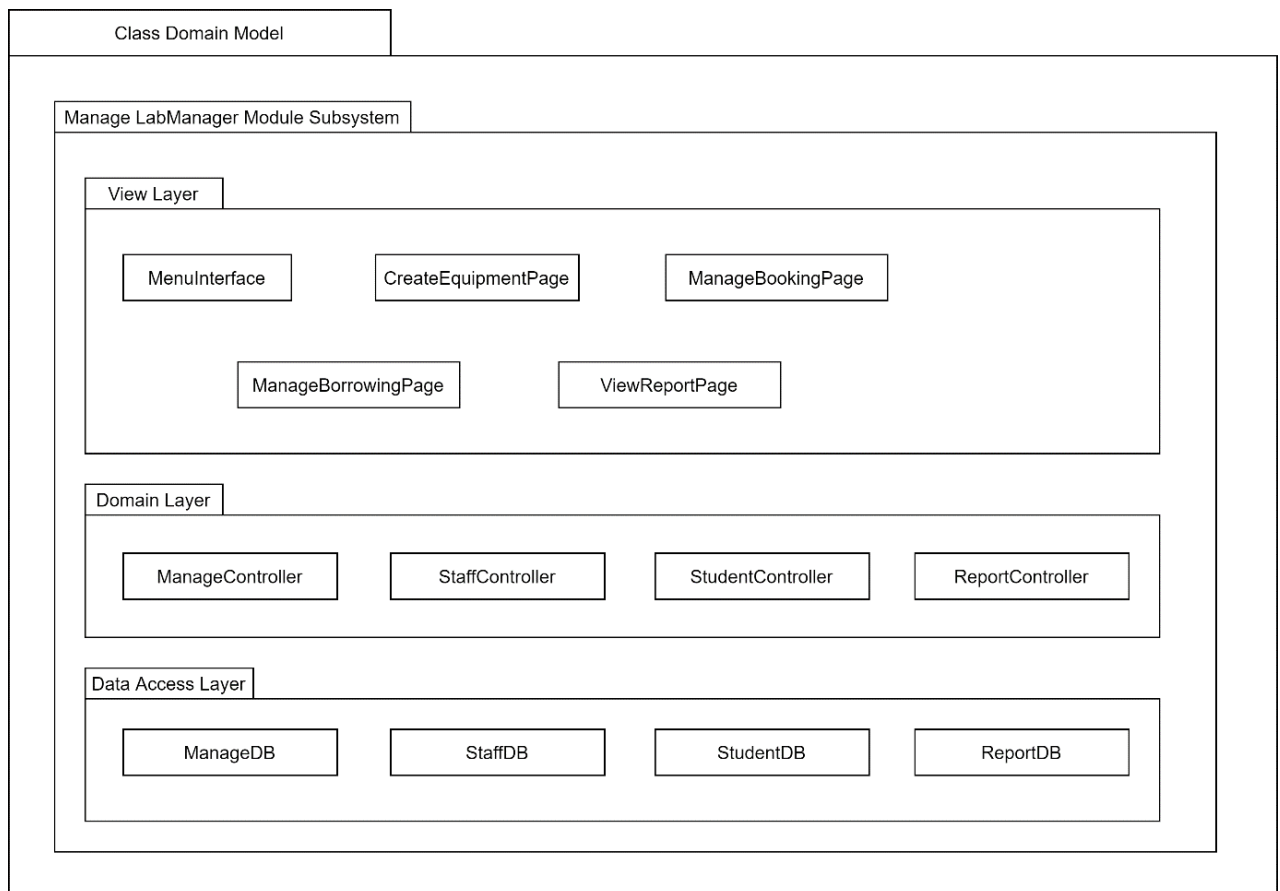 Class Domain Model
Manage LabManager Module Subsystem
View Layer
MenuInterface
CreateEquipmentPage
ManageBookingPage
ManageBorrowingPage
ViewReportPage
Domain Layer
ManageController
StaffController
StudentController
ReportController
Data Access Layer
ManageDB
StaffDB
StudentDB
ReportDB